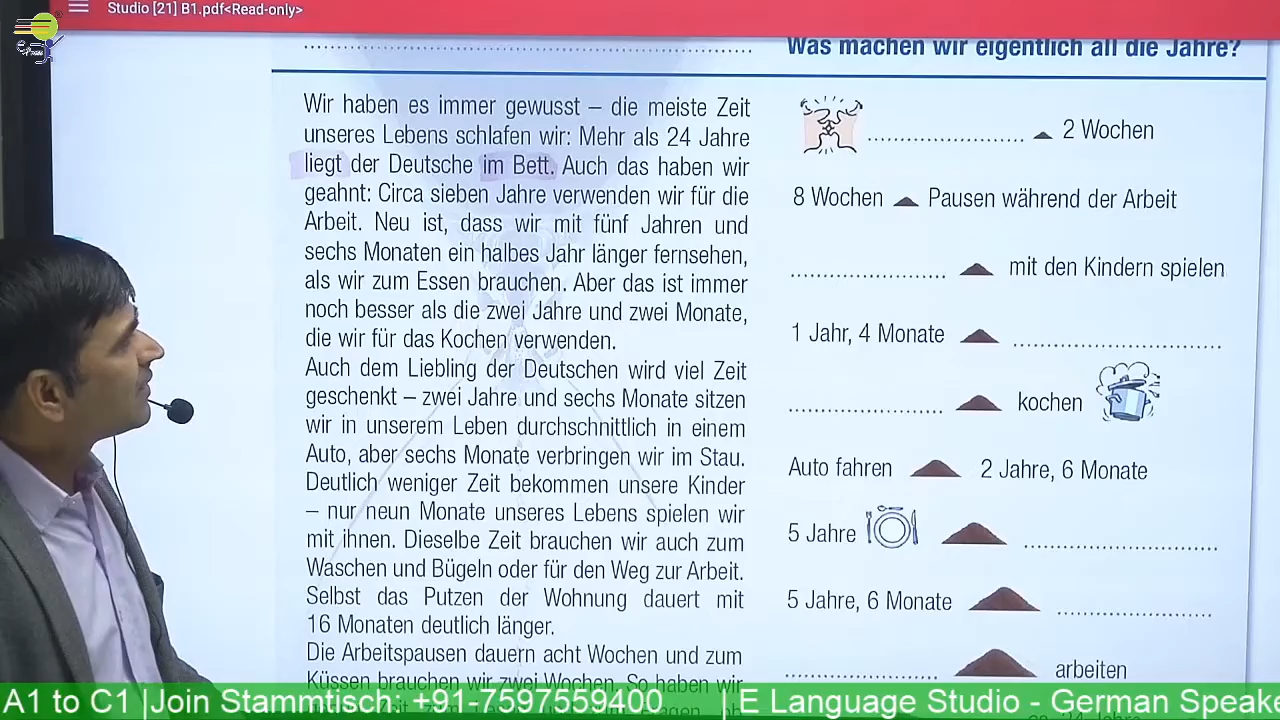 Studio [21] B1.pdf<Read-only>
Was machen wir eigentlich all die Jahre?
Wir haben es immer gewusst – die meiste Zeit
unseres Lebens schlafen wir: Mehr als 24 Jahre
liegt der Deutsche im Bett. Auch das haben wir
geahnt: Circa sieben Jahre verwenden wir für die
Arbeit. Neu ist, dass wir mit fünf Jahren und
sechs Monaten ein halbes Jahr länger fernsehen,
als wir zum Essen brauchen. Aber das ist immer
noch besser als die zwei Jahre und zwei Monate,
die wir für das Kochen verwenden.
Auch dem Liebling der Deutschen wird viel Zeit
geschenkt – zwei Jahre und sechs Monate sitzen
wir in unserem Leben durchschnittlich in einem
Auto, aber sechs Monate verbringen wir im Stau.
Deutlich weniger Zeit bekommen unsere Kinder
– nur neun Monate unseres Lebens spielen wir
mit ihnen. Dieselbe Zeit brauchen wir auch zum
Waschen und Bügeln oder für den Weg zur Arbeit.
Selbst das Putzen der Wohnung dauert mit
16 Monaten deutlich länger.
Die Arbeitspausen dauern acht Wochen und zum
Küssen brauchen wir zwei Wochen. So haben wir
2 Wochen
8 Wochen Pausen während der Arbeit
mit den Kindern spielen
1 Jahr, 4 Monate
kochen
Auto fahren 2 Jahre, 6 Monate
5 Jahre
5 Jahre, 6 Monate
arbeiten
A1 to C1 |Join Stammtisch : +91-7597559400 | E Language Studio - German Speake